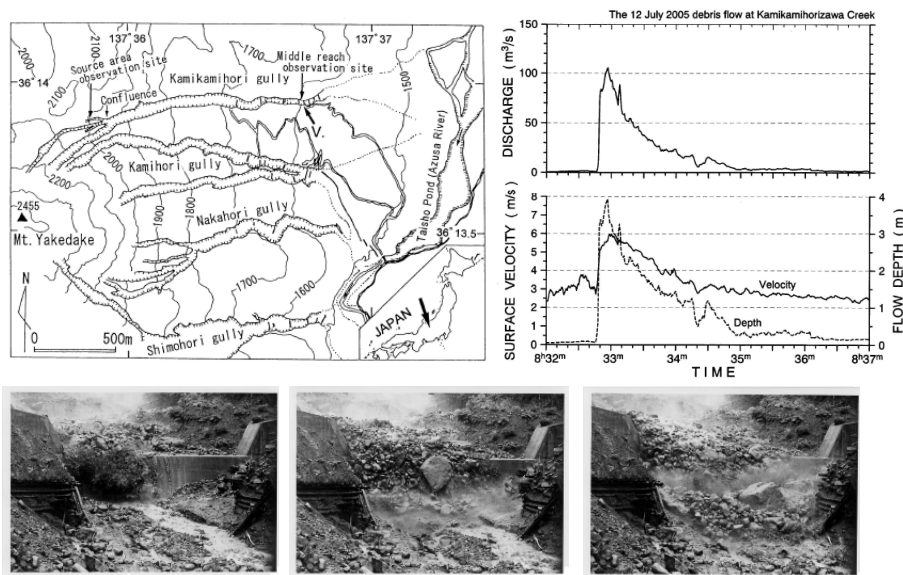 137° 36
137° 37
36° 14
2000
2100
2100
1700
1500
Source area
observation site
Confluence
Kamikamihori gully
Middle reach
observation site
V.
Kamihori gully
2000
2200
2455
Mt. Yakedake
1900
1800
Nakahori gully
Taisho Pond (Azusa River)
36° 13.5
1700
1600
Shimohori gully
N
0 500m
JAPAN
The 12 July 2005 debris flow at Kamikamihorizawa Creek
DISCHARGE (m³/s)
150
100
50
0
SURFACE VELOCITY (m/s)
8
7
6
5
4
3
2
1
0
Velocity
Depth
4
3
2
1
0
FLOW DEPTH (m)
8ʰ32ᵐ 33ᵐ 34ᵐ 35ᵐ 36ᵐ 8ʰ37ᵐ
TIME